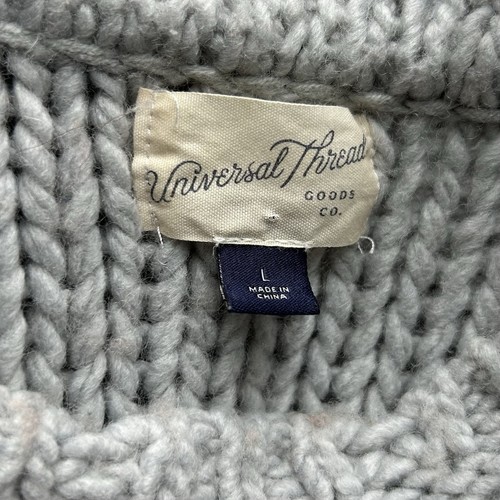 Universal Thread
GOODS
CO.
L
MADE IN
CHINA